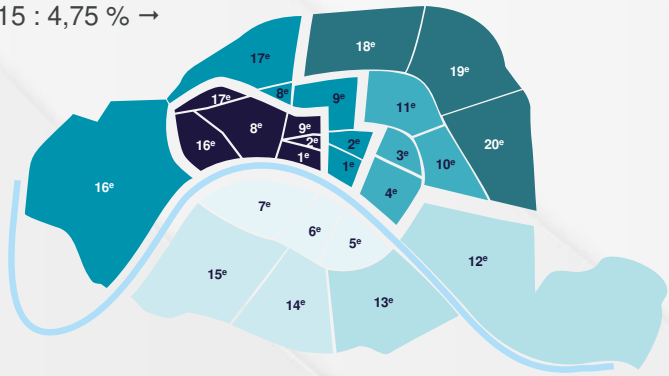 15 : 4,75 % →
18ᵉ
17ᵉ
19ᵉ
17ᵉ
8ᵉ
9ᵉ
11ᵉ
8ᵉ
9ᵉ
16ᵉ
2ᵉ
2ᵉ
20ᵉ
1ᵉ
3ᵉ
1ᵉ
10ᵉ
16ᵉ
4ᵉ
7ᵉ
6ᵉ
5ᵉ
12ᵉ
15ᵉ
14ᵉ
13ᵉ